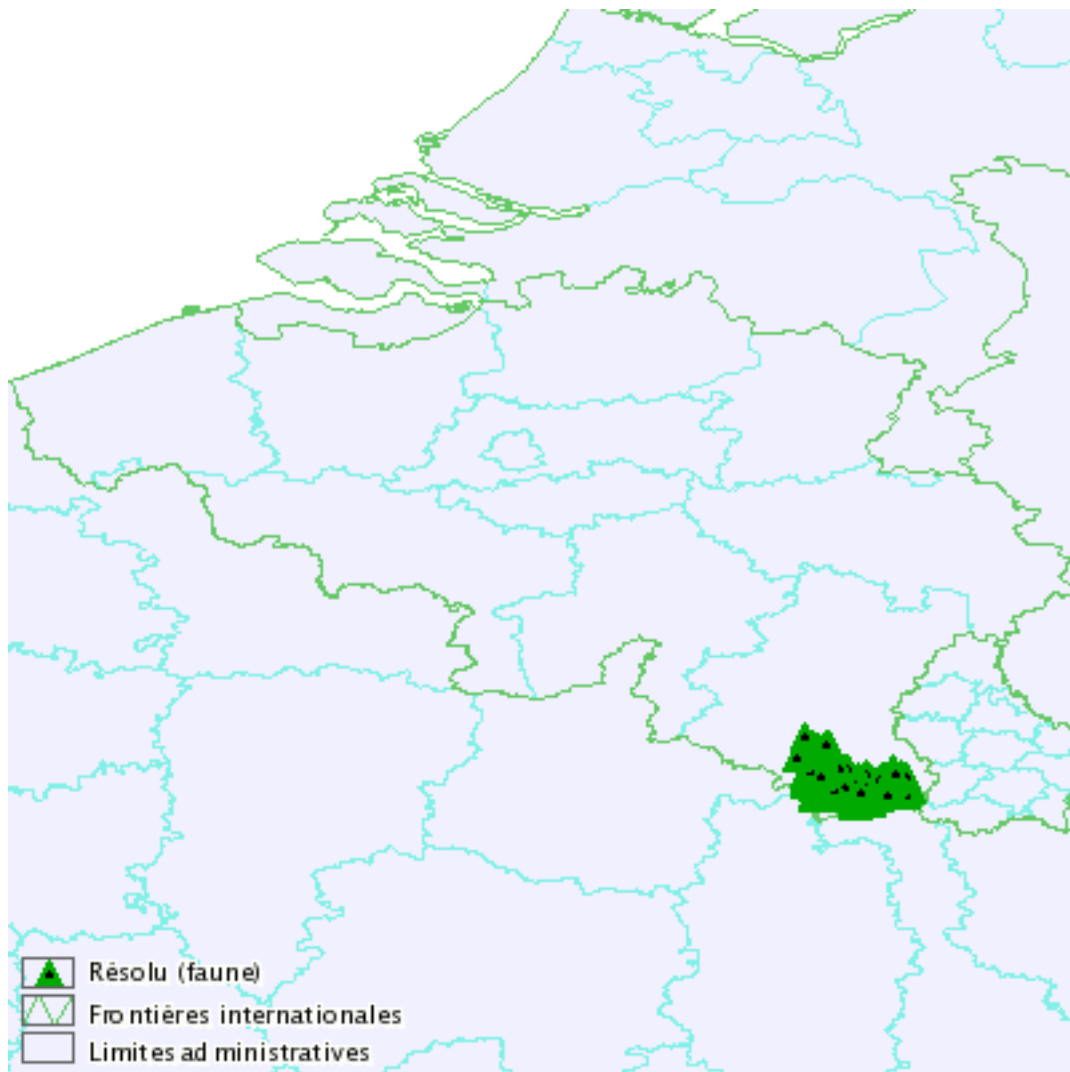 Résolu (faune)
Frontières internationales
Limites administratives